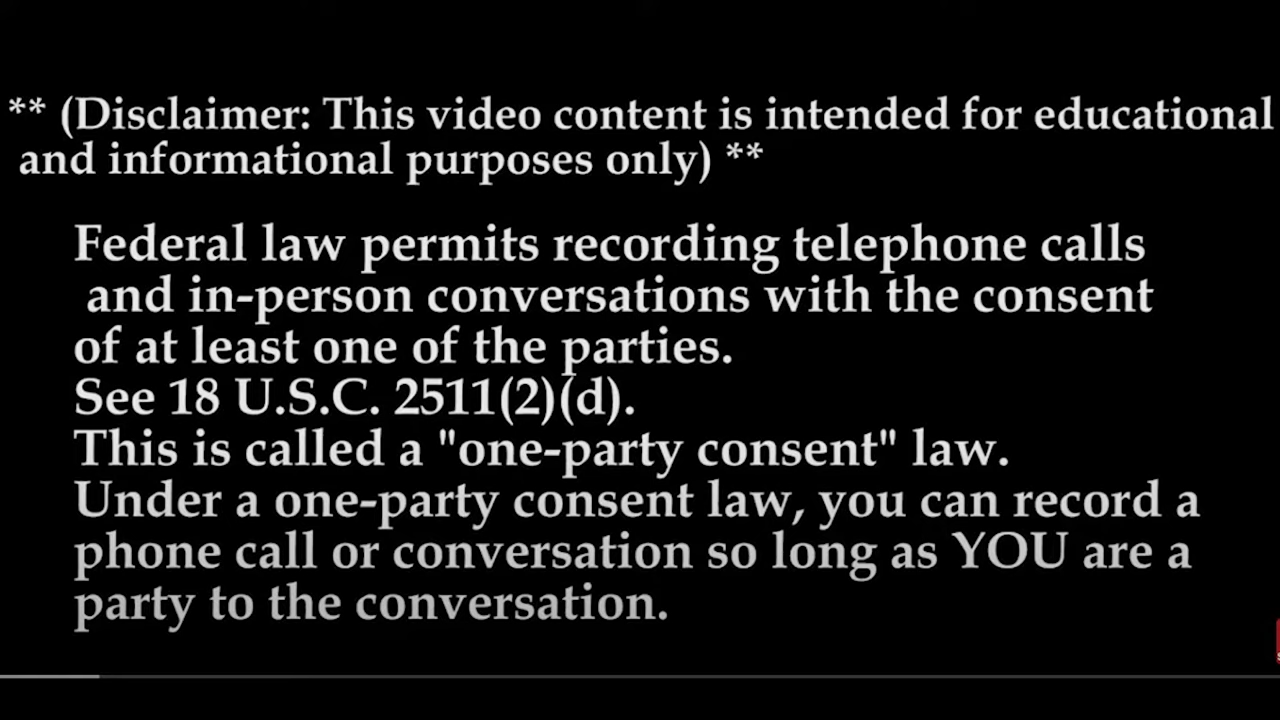 ** (Disclaimer: This video content is intended for educational
and informational purposes only) **
Federal law permits recording telephone calls
and in-person conversations with the consent
of at least one of the parties.
See 18 U.S.C. 2511(2)(d).
This is called a "one-party consent" law.
Under a one-party consent law, you can record a
phone call or conversation so long as YOU are a
party to the conversation.